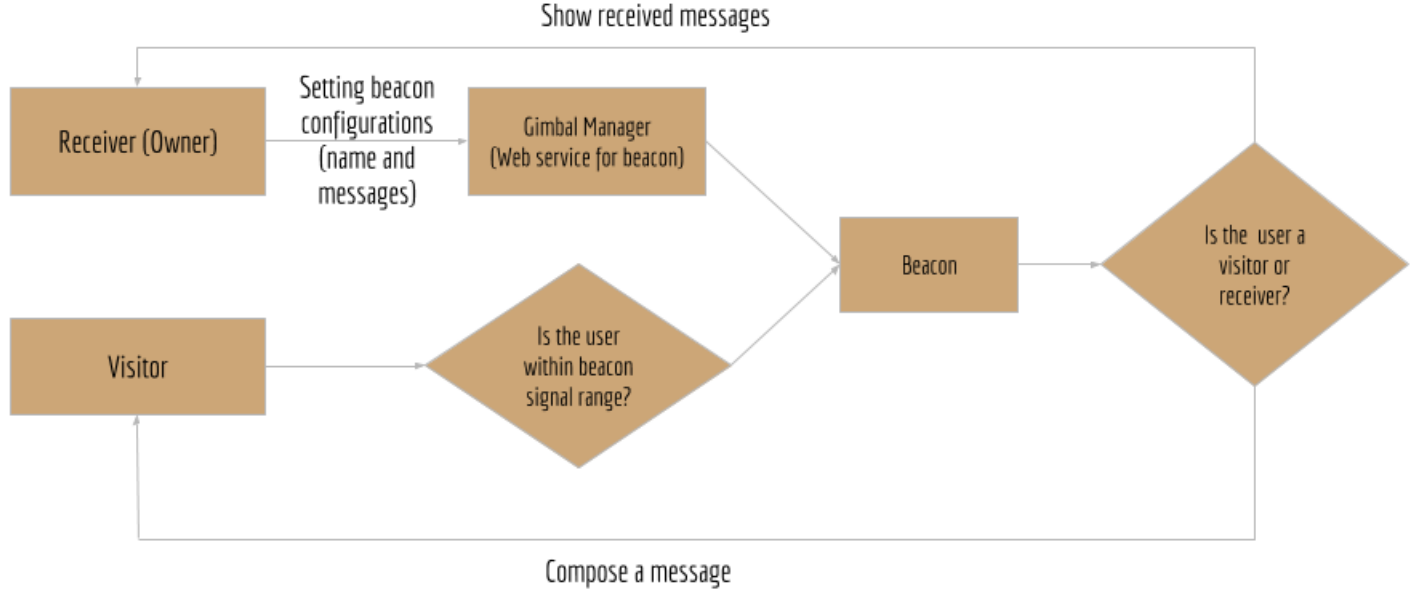 Show received messages
Receiver (Owner)
Setting beacon
configurations
(name and
messages)
Gimbal Manager
(Web service for beacon)
Beacon
Is the user a
visitor or
receiver?
Visitor
Is the user
within beacon
signal range?
Compose a message